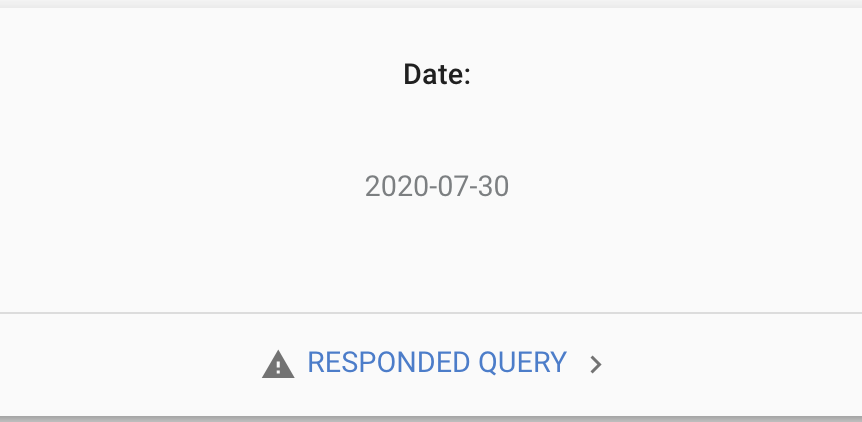 Date:
2020-07-30
RESPONDED QUERY